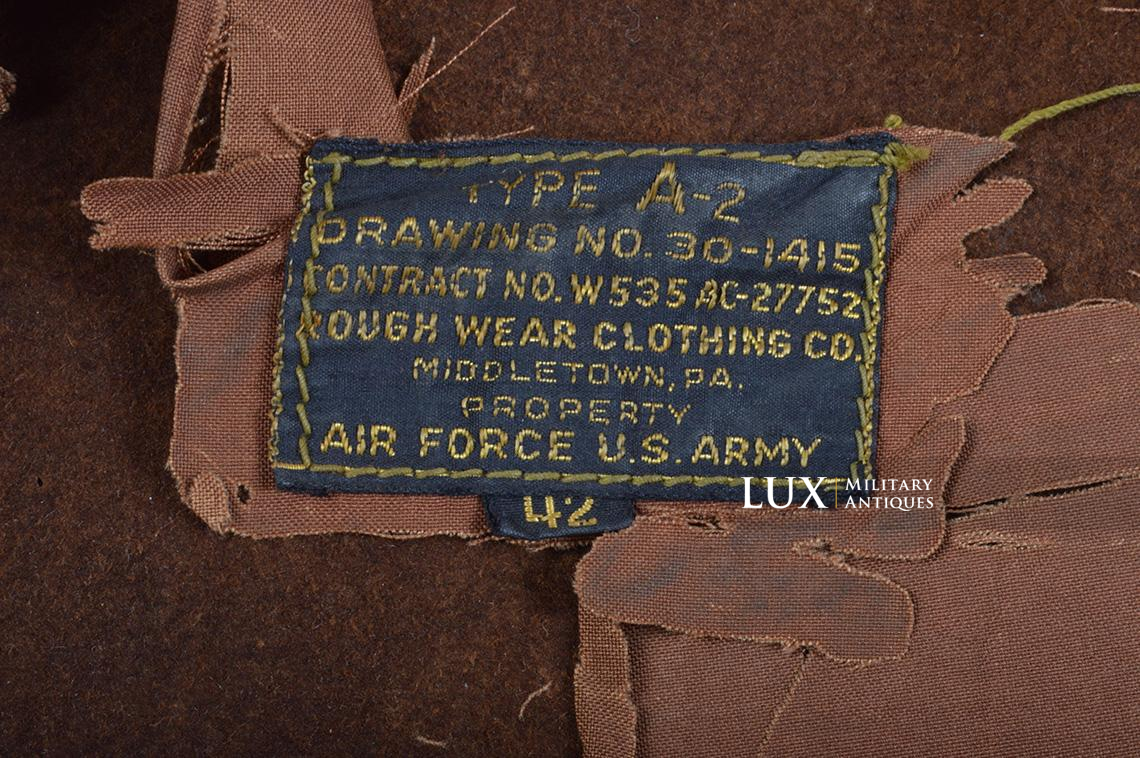 TYPE A-2
DRAWING NO. 30-1415
CONTRACT NO. W535 AC-27752
ROUGH WEAR CLOTHING CO.
MIDDLETOWN, PA.
PROPERTY
AIR FORCE U.S. ARMY
42
LUX MILITARY ANTIQUES